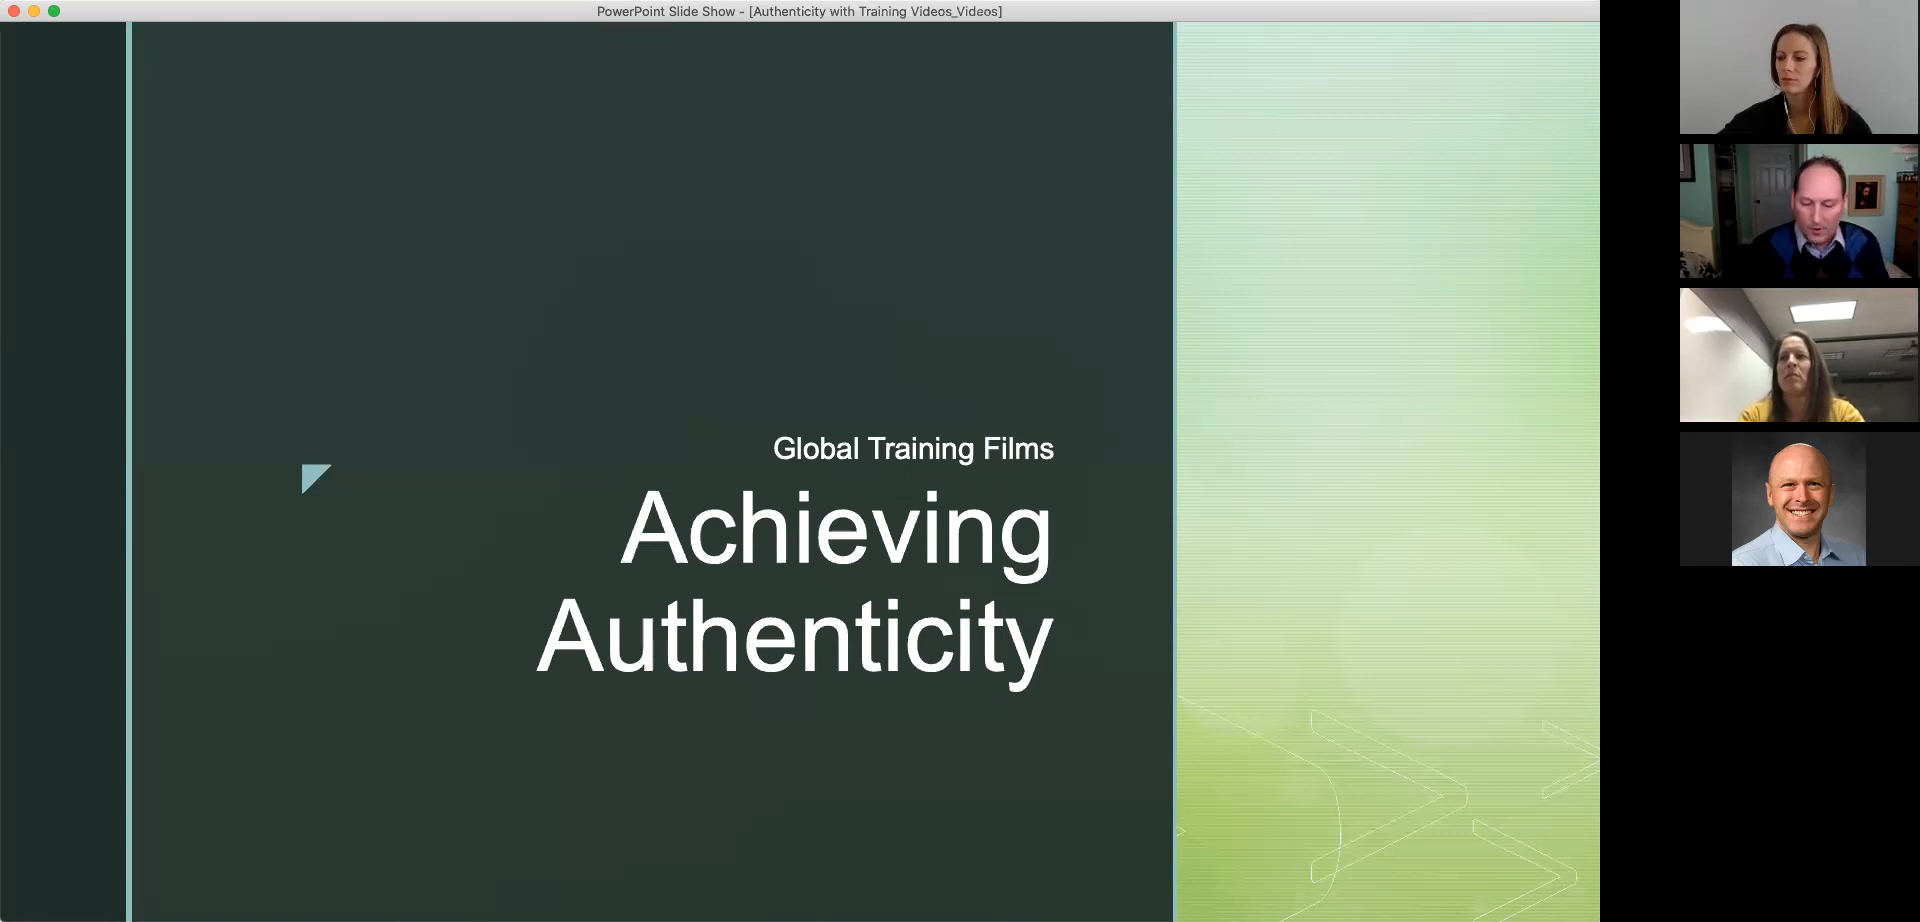 PowerPoint Slide Show - [Authenticity with Training Videos_Videos]
Global Training Films
Achieving
Authenticity